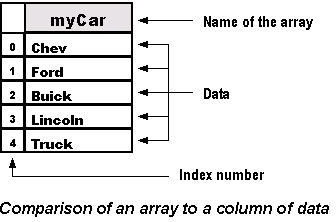 myCar Name of the array
0 Chev
1 Ford
2 Buick Data
3 Lincoln
4 Truck
Index number
Comparison of an array to a column of data